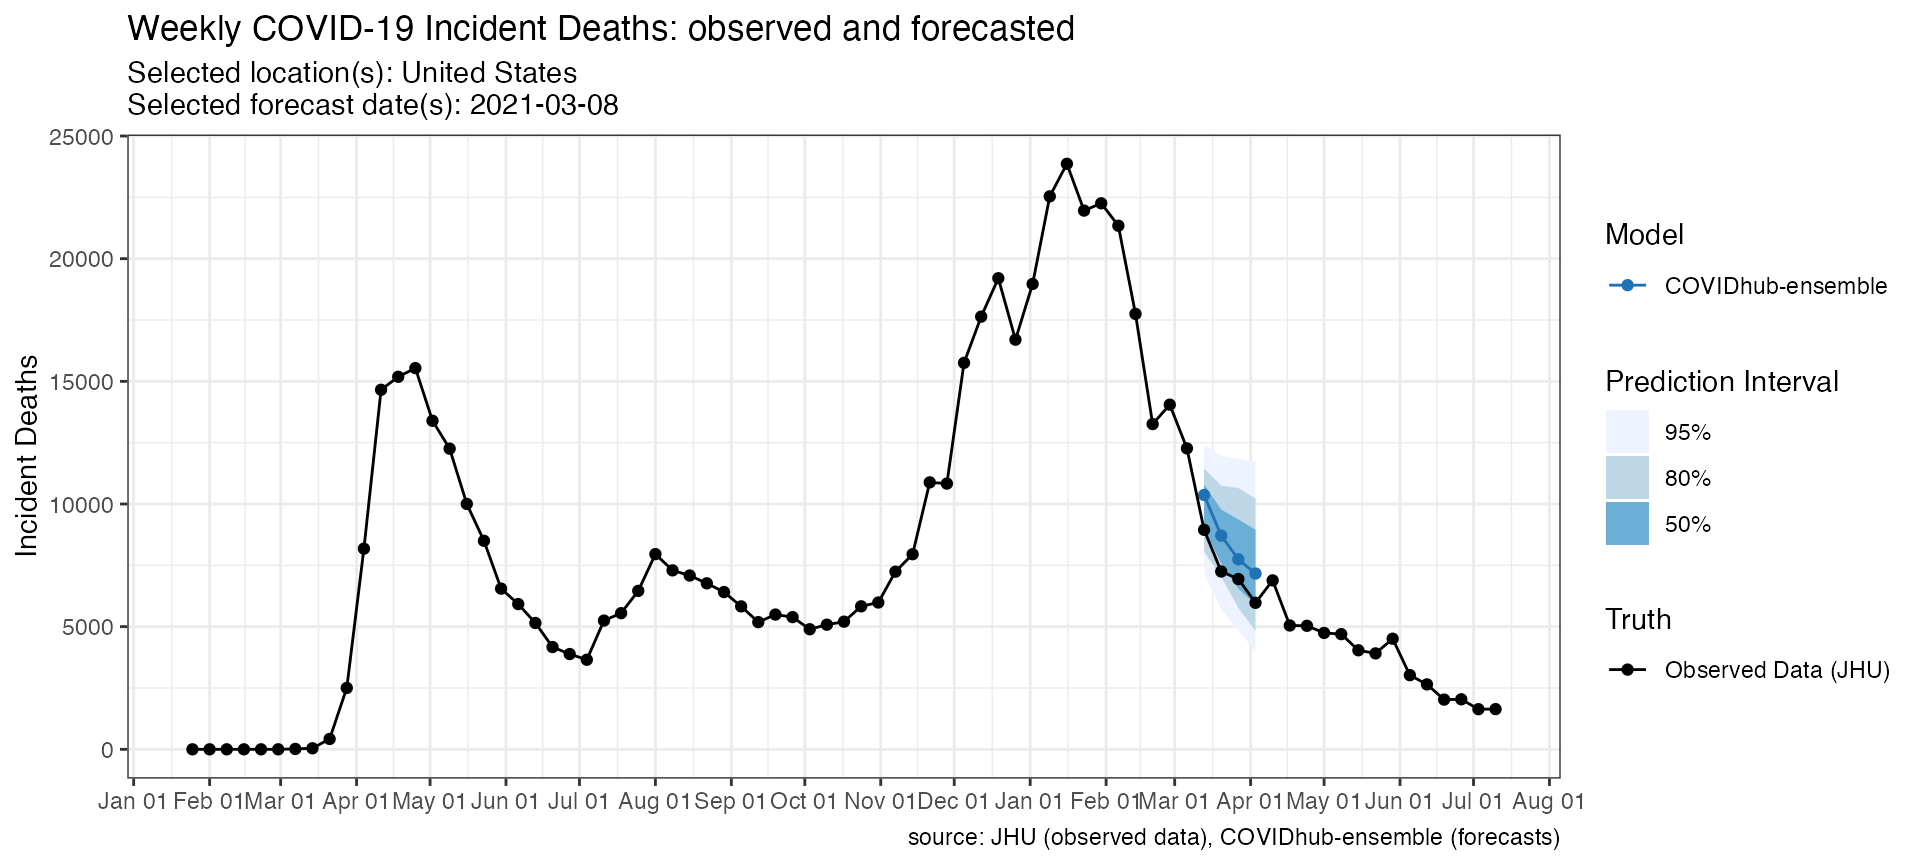 Weekly COVID-19 Incident Deaths: observed and forecasted
Selected location(s): United States
Selected forecast date(s): 2021-03-08
25000
20000
15000
10000
5000
0
Incident Deaths
Jan 01 Feb 01 Mar 01 Apr 01 May 01 Jun 01 Jul 01 Aug 01 Sep 01 Oct 01 Nov 01 Dec 01 Jan 01 Feb 01 Mar 01 Apr 01 May 01 Jun 01 Jul 01 Aug 01
source: JHU (observed data), COVIDhub-ensemble (forecasts)
Model
COVIDhub-ensemble
Prediction Interval
95%
80%
50%
Truth
Observed Data (JHU)